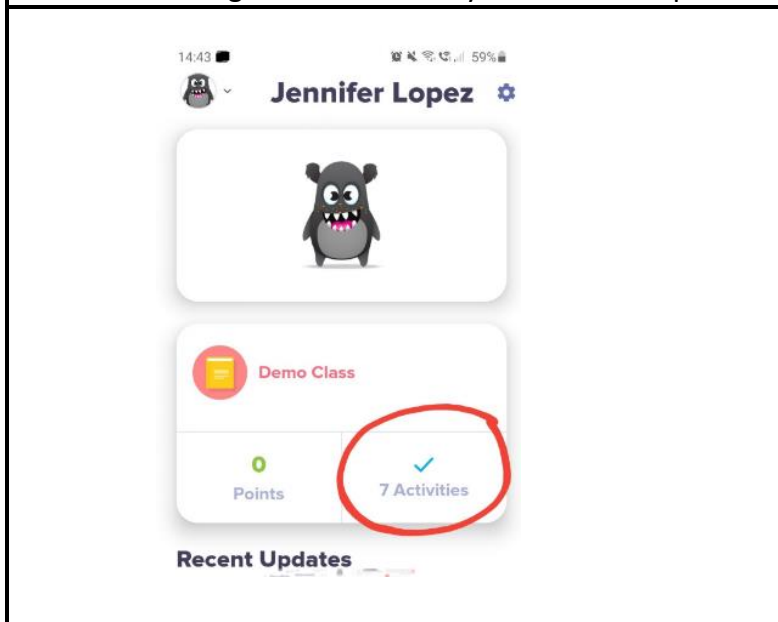 14:43 59%
Jennifer Lopez
Demo Class
0
Points
7 Activities
Recent Updates